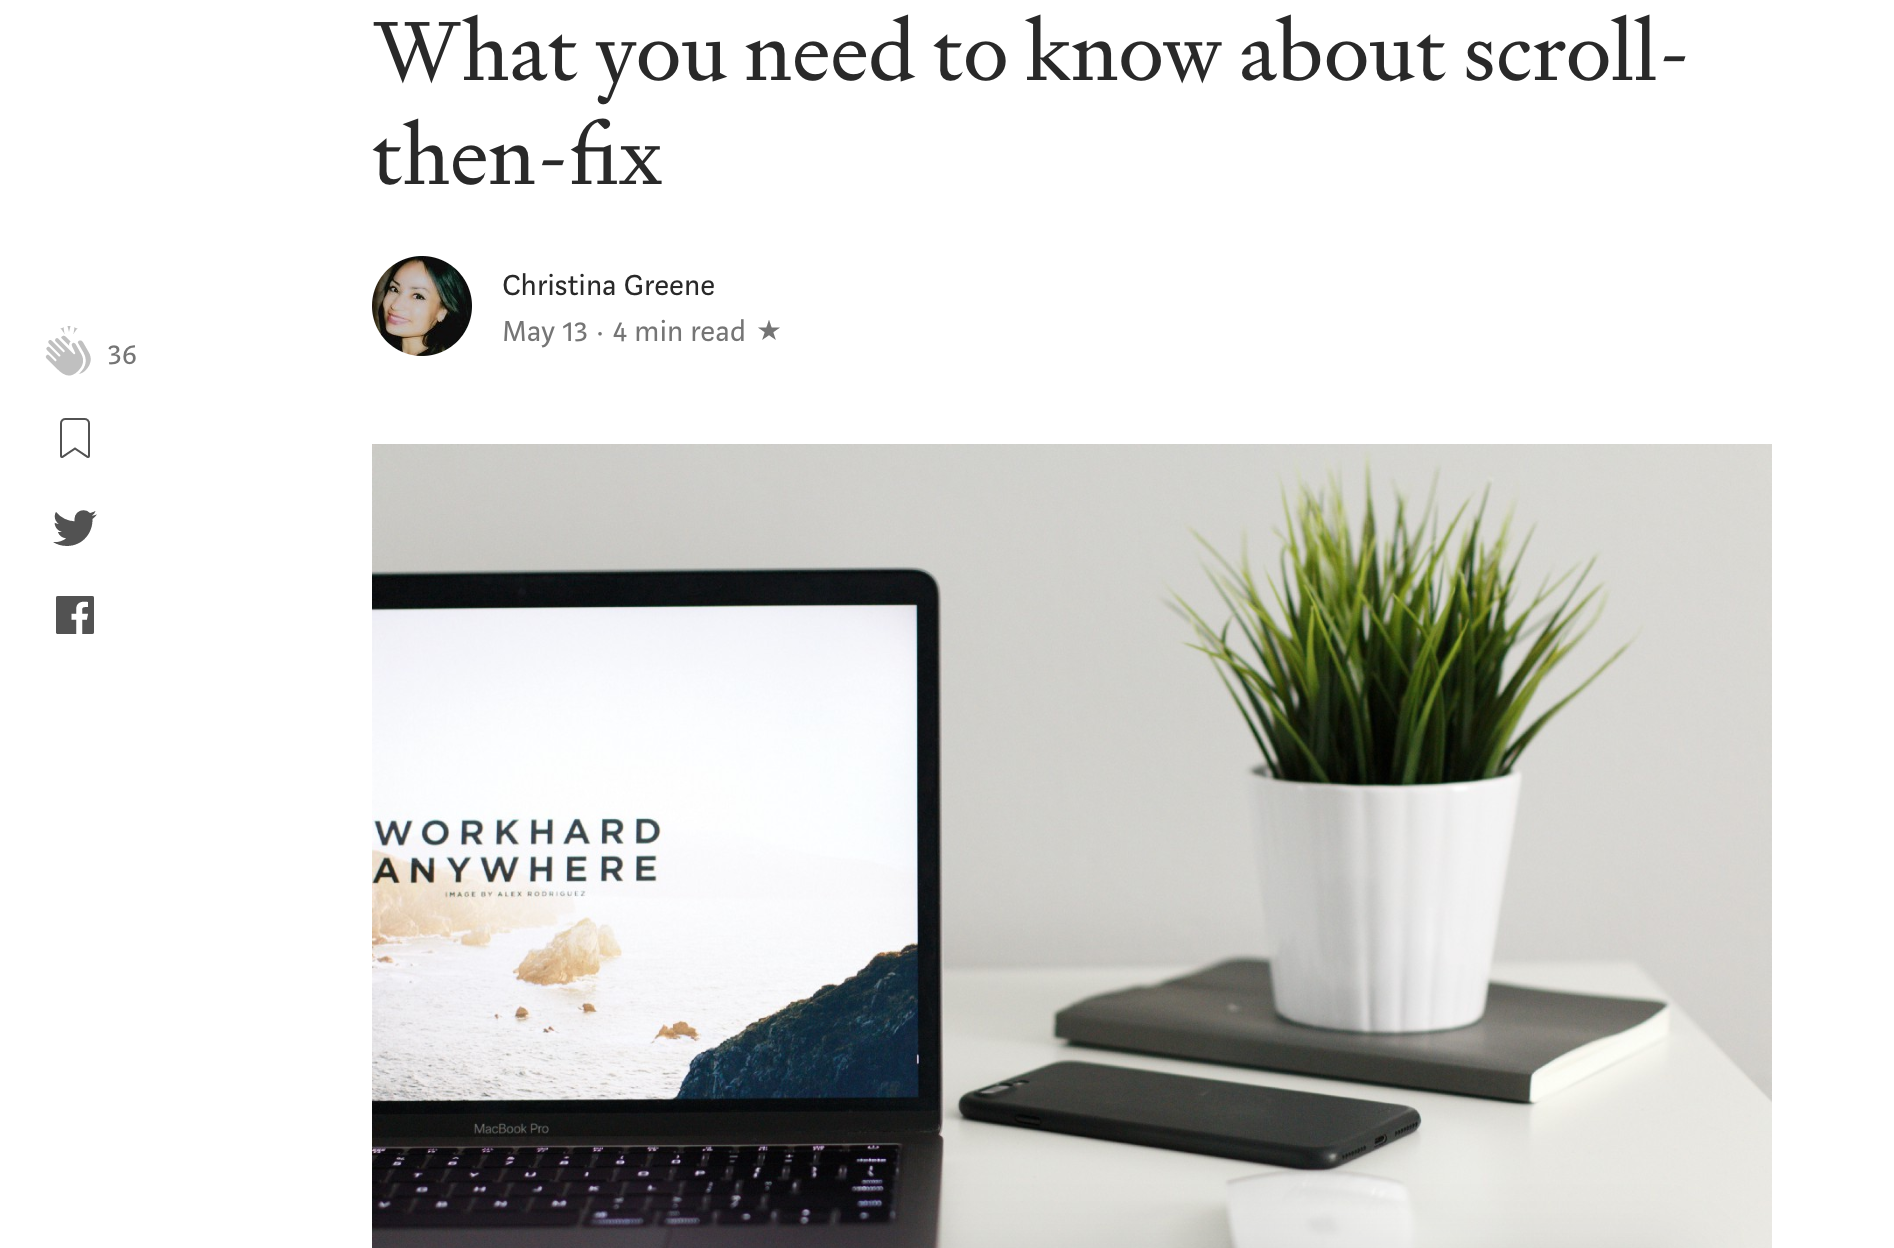 What you need to know about scroll-
then-fix
Christina Greene
May 13 · 4 min read ★
36
WORKHARD
ANYWHERE
IMAGE BY ALEX RODRIGUEZ
MacBook Pro
Y U I O P
G H J K L
V B N M
delete